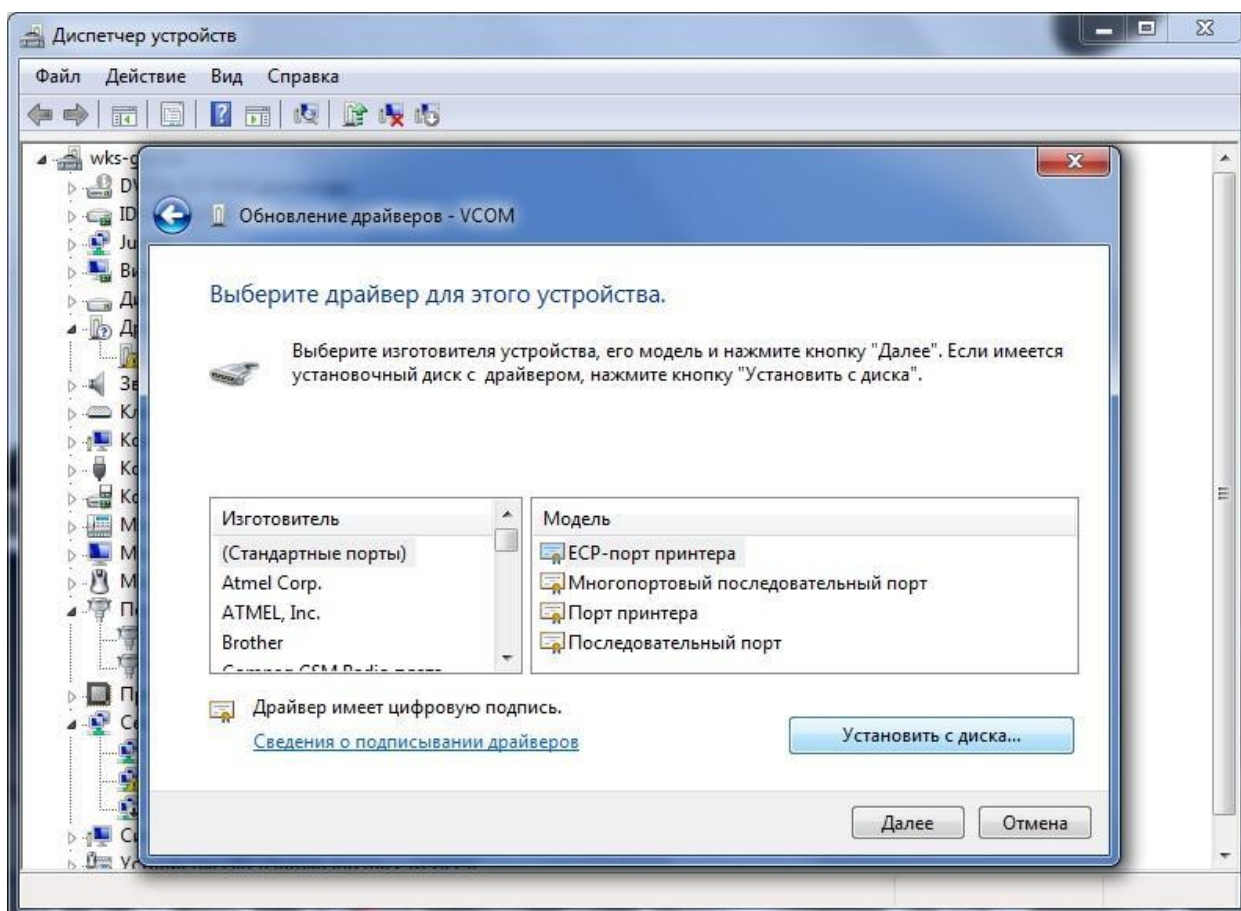 Диспетчер устройств
Файл Действие Вид Справка
Обновление драйверов - VCOM
Выберите драйвер для этого устройства.
Выберите изготовителя устройства, его модель и нажмите кнопку "Далее". Если имеется
установочный диск с драйвером, нажмите кнопку "Установить с диска".
Изготовитель
(Стандартные порты)
Atmel Corp.
ATMEL, Inc.
Brother
Модель
ECP-порт принтера
Многопортовый последовательный порт
Порт принтера
Последовательный порт
Драйвер имеет цифровую подпись.
Сведения о подписывании драйверов
Установить с диска...
Далее
Отмена